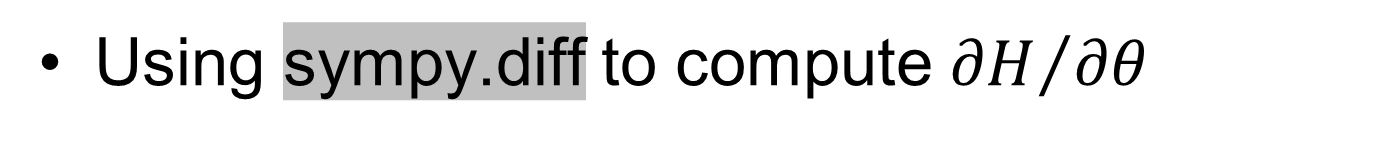 • Using sympy.diff to compute 𝜕𝐻/𝜕𝜃